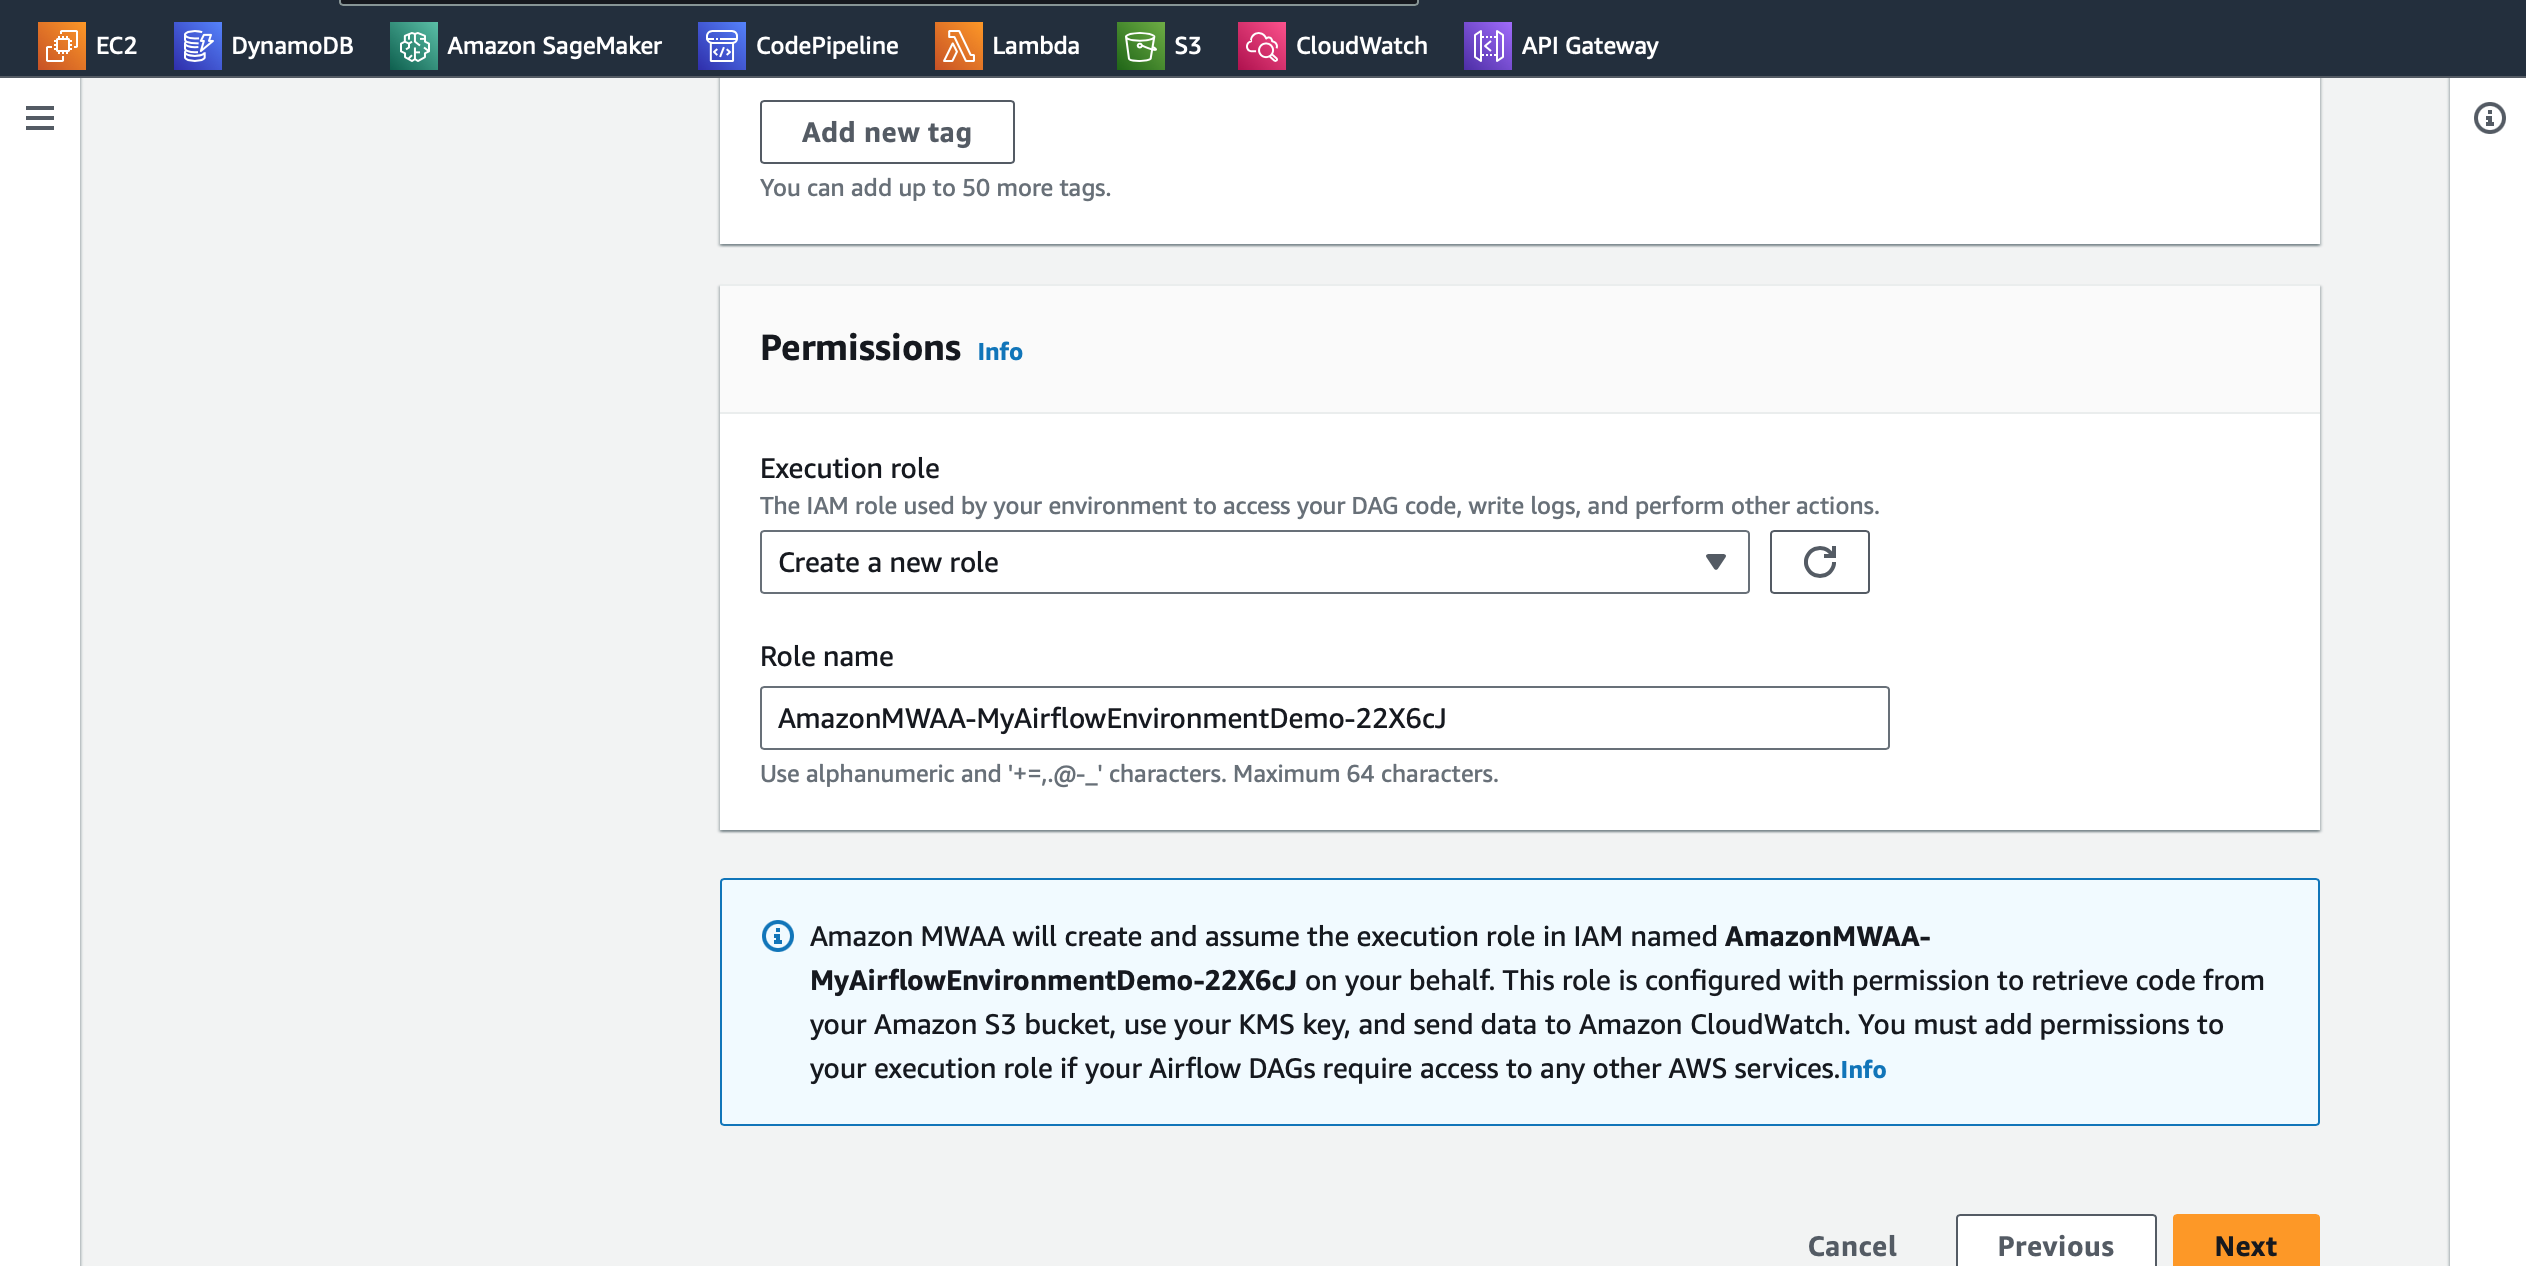 EC2 DynamoDB Amazon SageMaker CodePipeline Lambda S3 CloudWatch API Gateway
Add new tag
You can add up to 50 more tags.
Permissions Info
Execution role
The IAM role used by your environment to access your DAG code, write logs, and perform other actions.
Create a new role
Role name
AmazonMWAA-MyAirflowEnvironmentDemo-22X6cJ
Use alphanumeric and '+=,.@-_' characters. Maximum 64 characters.
Amazon MWAA will create and assume the execution role in IAM named AmazonMWAA-
MyAirflowEnvironmentDemo-22X6cJ on your behalf. This role is configured with permission to retrieve code from
your Amazon S3 bucket, use your KMS key, and send data to Amazon CloudWatch. You must add permissions to
your execution role if your Airflow DAGs require access to any other AWS services.Info
Cancel Previous Next